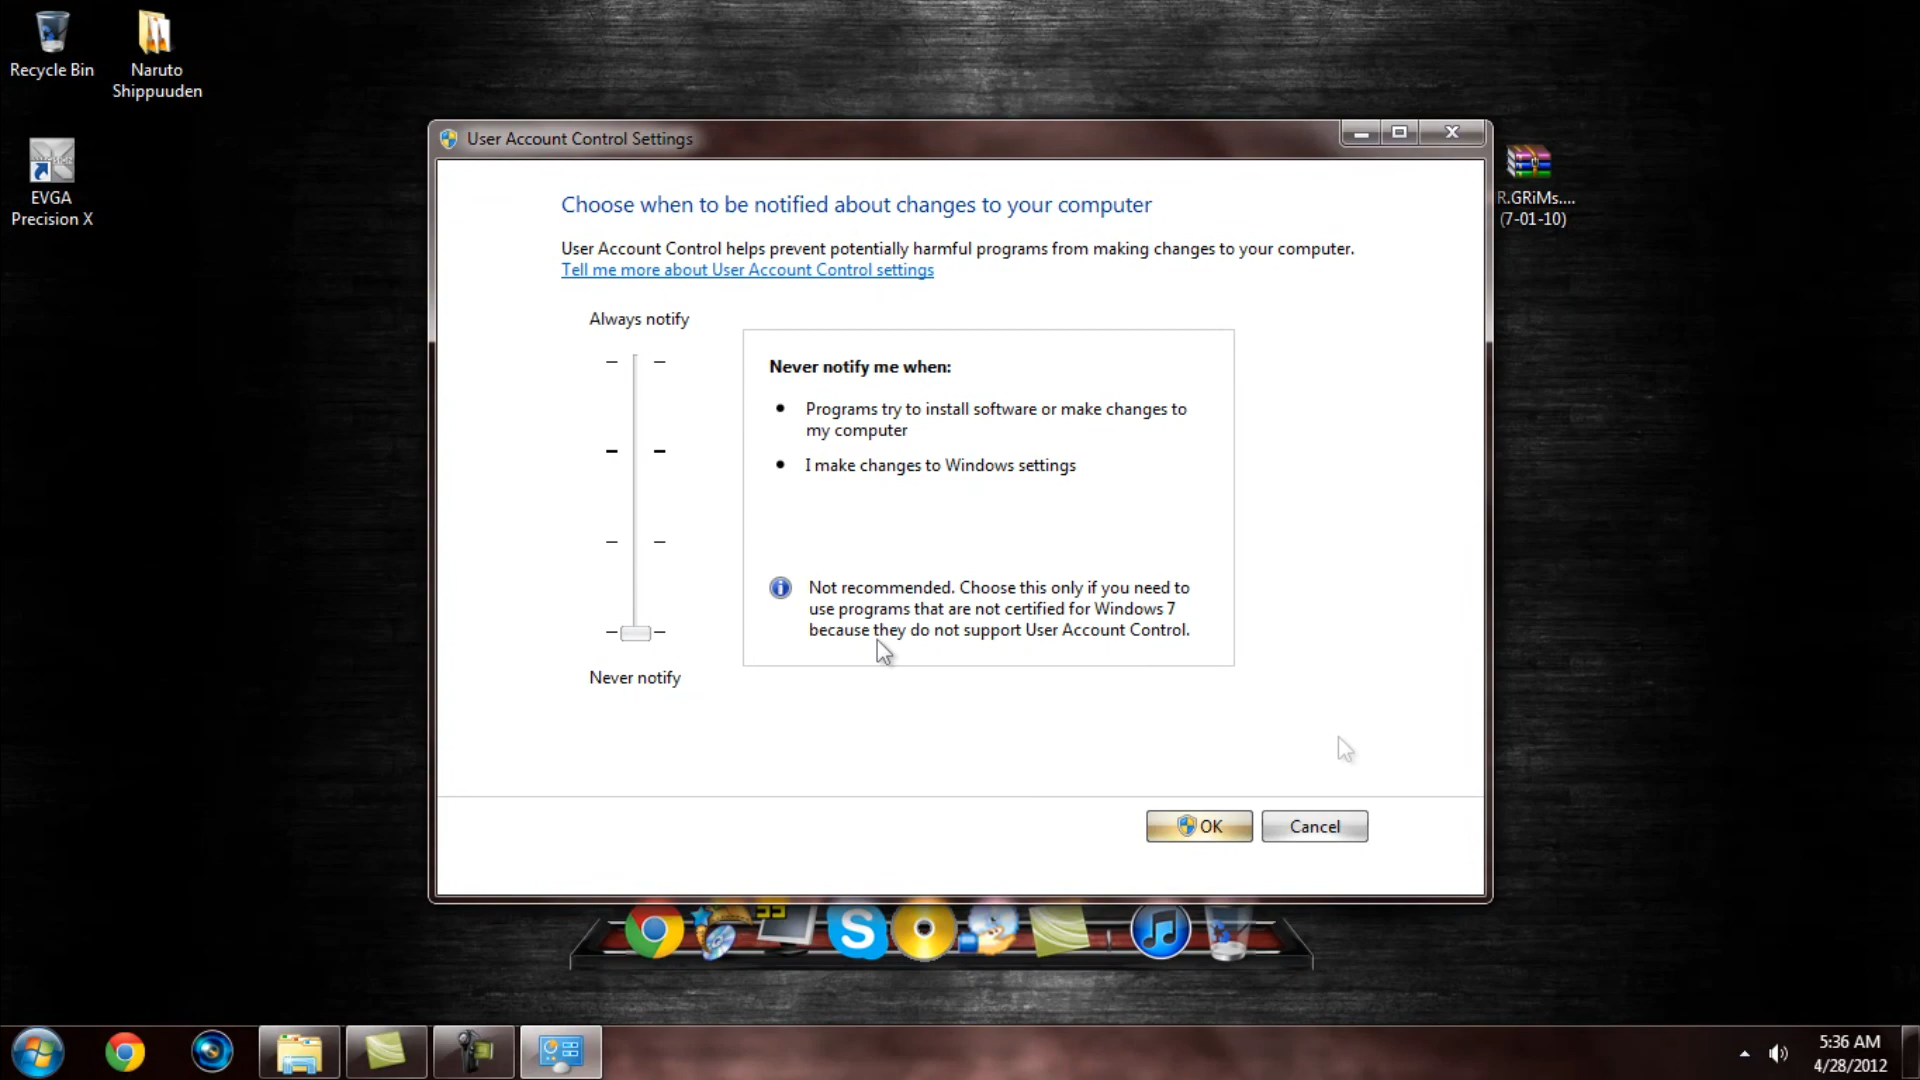 Recycle Bin
Naruto
Shippuuden
EVGA
Precision X
User Account Control Settings
R.GRiMs....
(7-01-10)
Choose when to be notified about changes to your computer
User Account Control helps prevent potentially harmful programs from making changes to your computer.
Tell me more about User Account Control settings
Always notify
Never notify me when:
Programs try to install software or make changes to
my computer
I make changes to Windows settings
Not recommended. Choose this only if you need to
use programs that are not certified for Windows 7
because they do not support User Account Control.
Never notify
OK
Cancel
33
5:36 AM
4/28/2012